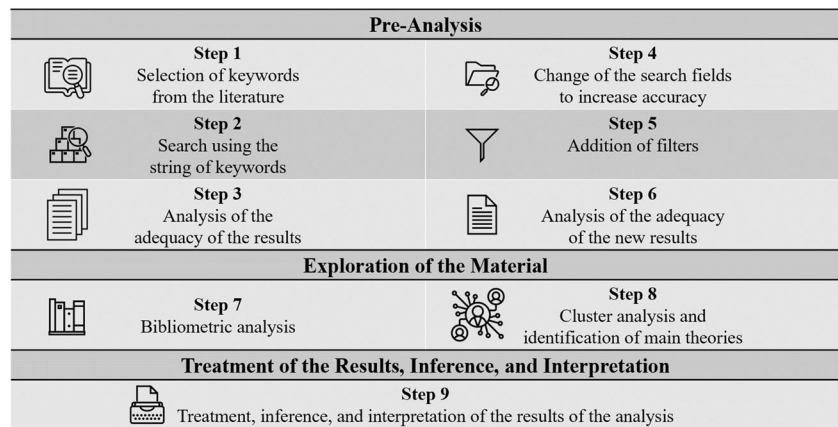 Pre-Analysis
Step 1
Selection of keywords
from the literature
Step 2
Search using the
string of keywords
Step 3
Analysis of the
adequacy of the results
Step 4
Change of the search fields
to increase accuracy
Step 5
Addition of filters
Step 6
Analysis of the adequacy
of the new results
Exploration of the Material
Step 7
Bibliometric analysis
Step 8
Cluster analysis and
identification of main theories
Treatment of the Results, Inference, and Interpretation
Step 9
Treatment, inference, and interpretation of the results of the analysis